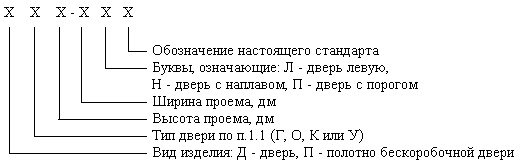 Х Х Х - Х Х Х
Обозначение настоящего стандарта
Буквы, означающие: Л - дверь левую,
Н - дверь с наплавом, П - дверь с порогом
Ширина проема, дм
Высота проема, дм
Тип двери по п.1.1 (Г, О, К или У)
Вид изделия: Д - дверь, П - полотно бескоробочной двери